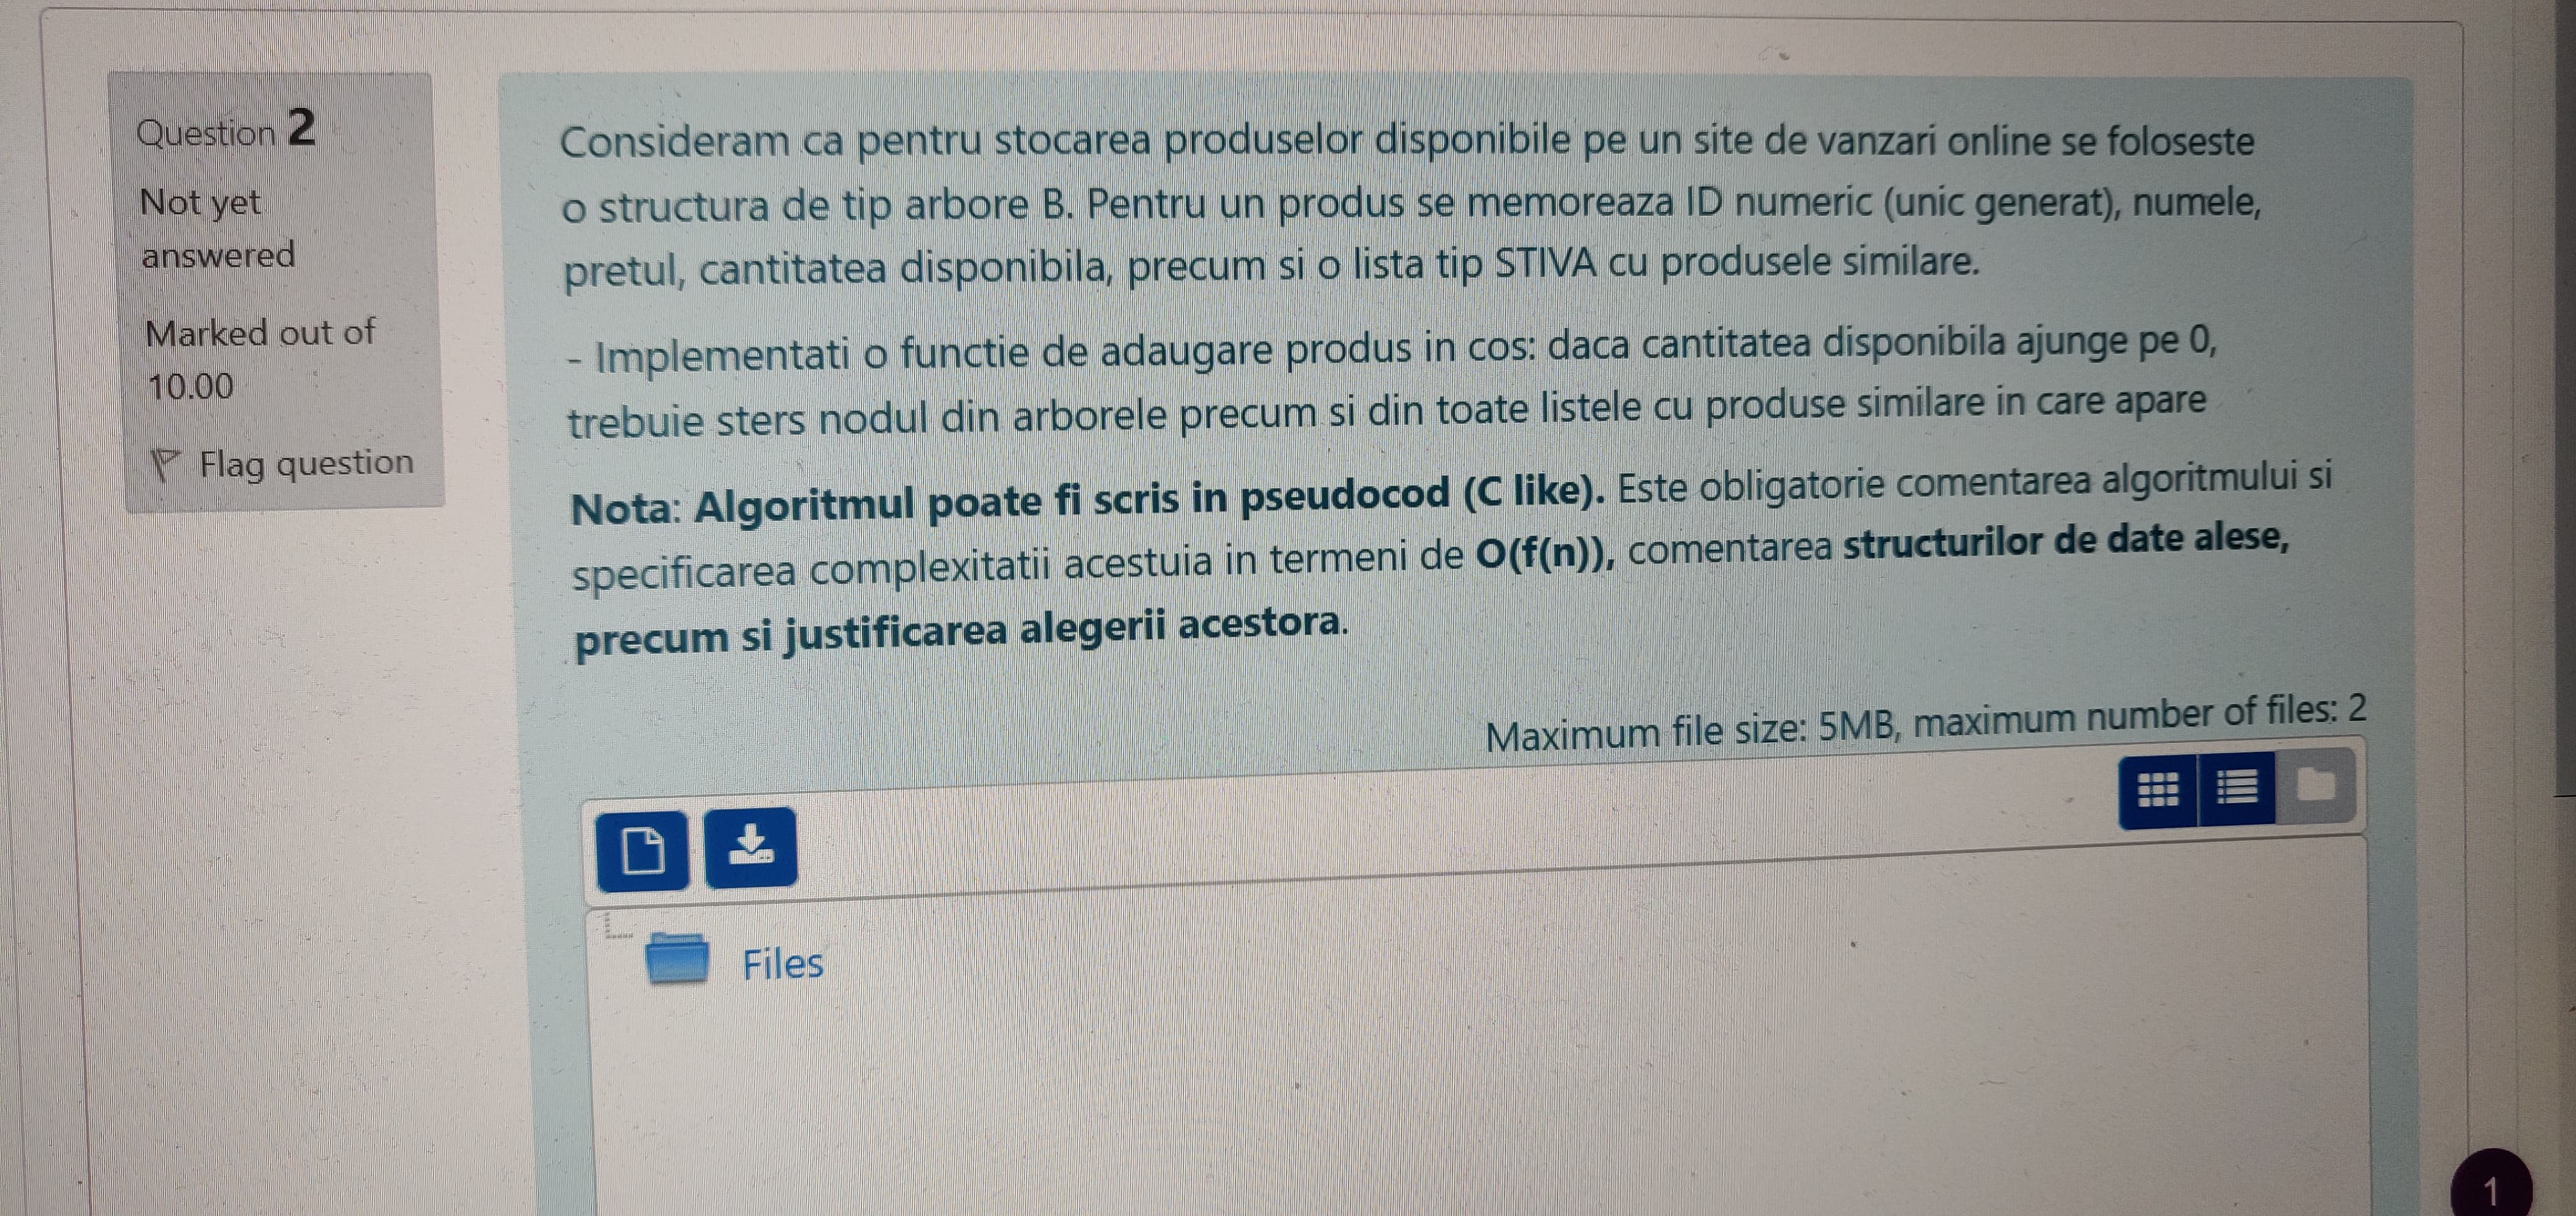 Question 2
Not yet
answered
Marked out of
10.00
Flag question
Consideram ca pentru stocarea produselor disponibile pe un site de vanzari online se foloseste
o structura de tip arbore B. Pentru un produs se memoreaza ID numeric (unic generat), numele,
pretul, cantitatea disponibila, precum si o lista tip STIVA cu produsele similare.
- Implementati o functie de adaugare produs in cos: daca cantitatea disponibila ajunge pe 0,
trebuie sters nodul din arborele precum si din toate listele cu produse similare in care apare
Nota: Algoritmul poate fi scris in pseudocod (C like). Este obligatorie comentarea algoritmului si
specificarea complexitatii acestuia in termeni de O(f(n)), comentarea structurilor de date alese,
precum si justificarea alegerii acestora.
Maximum file size: 5MB, maximum number of files: 2
Files
1